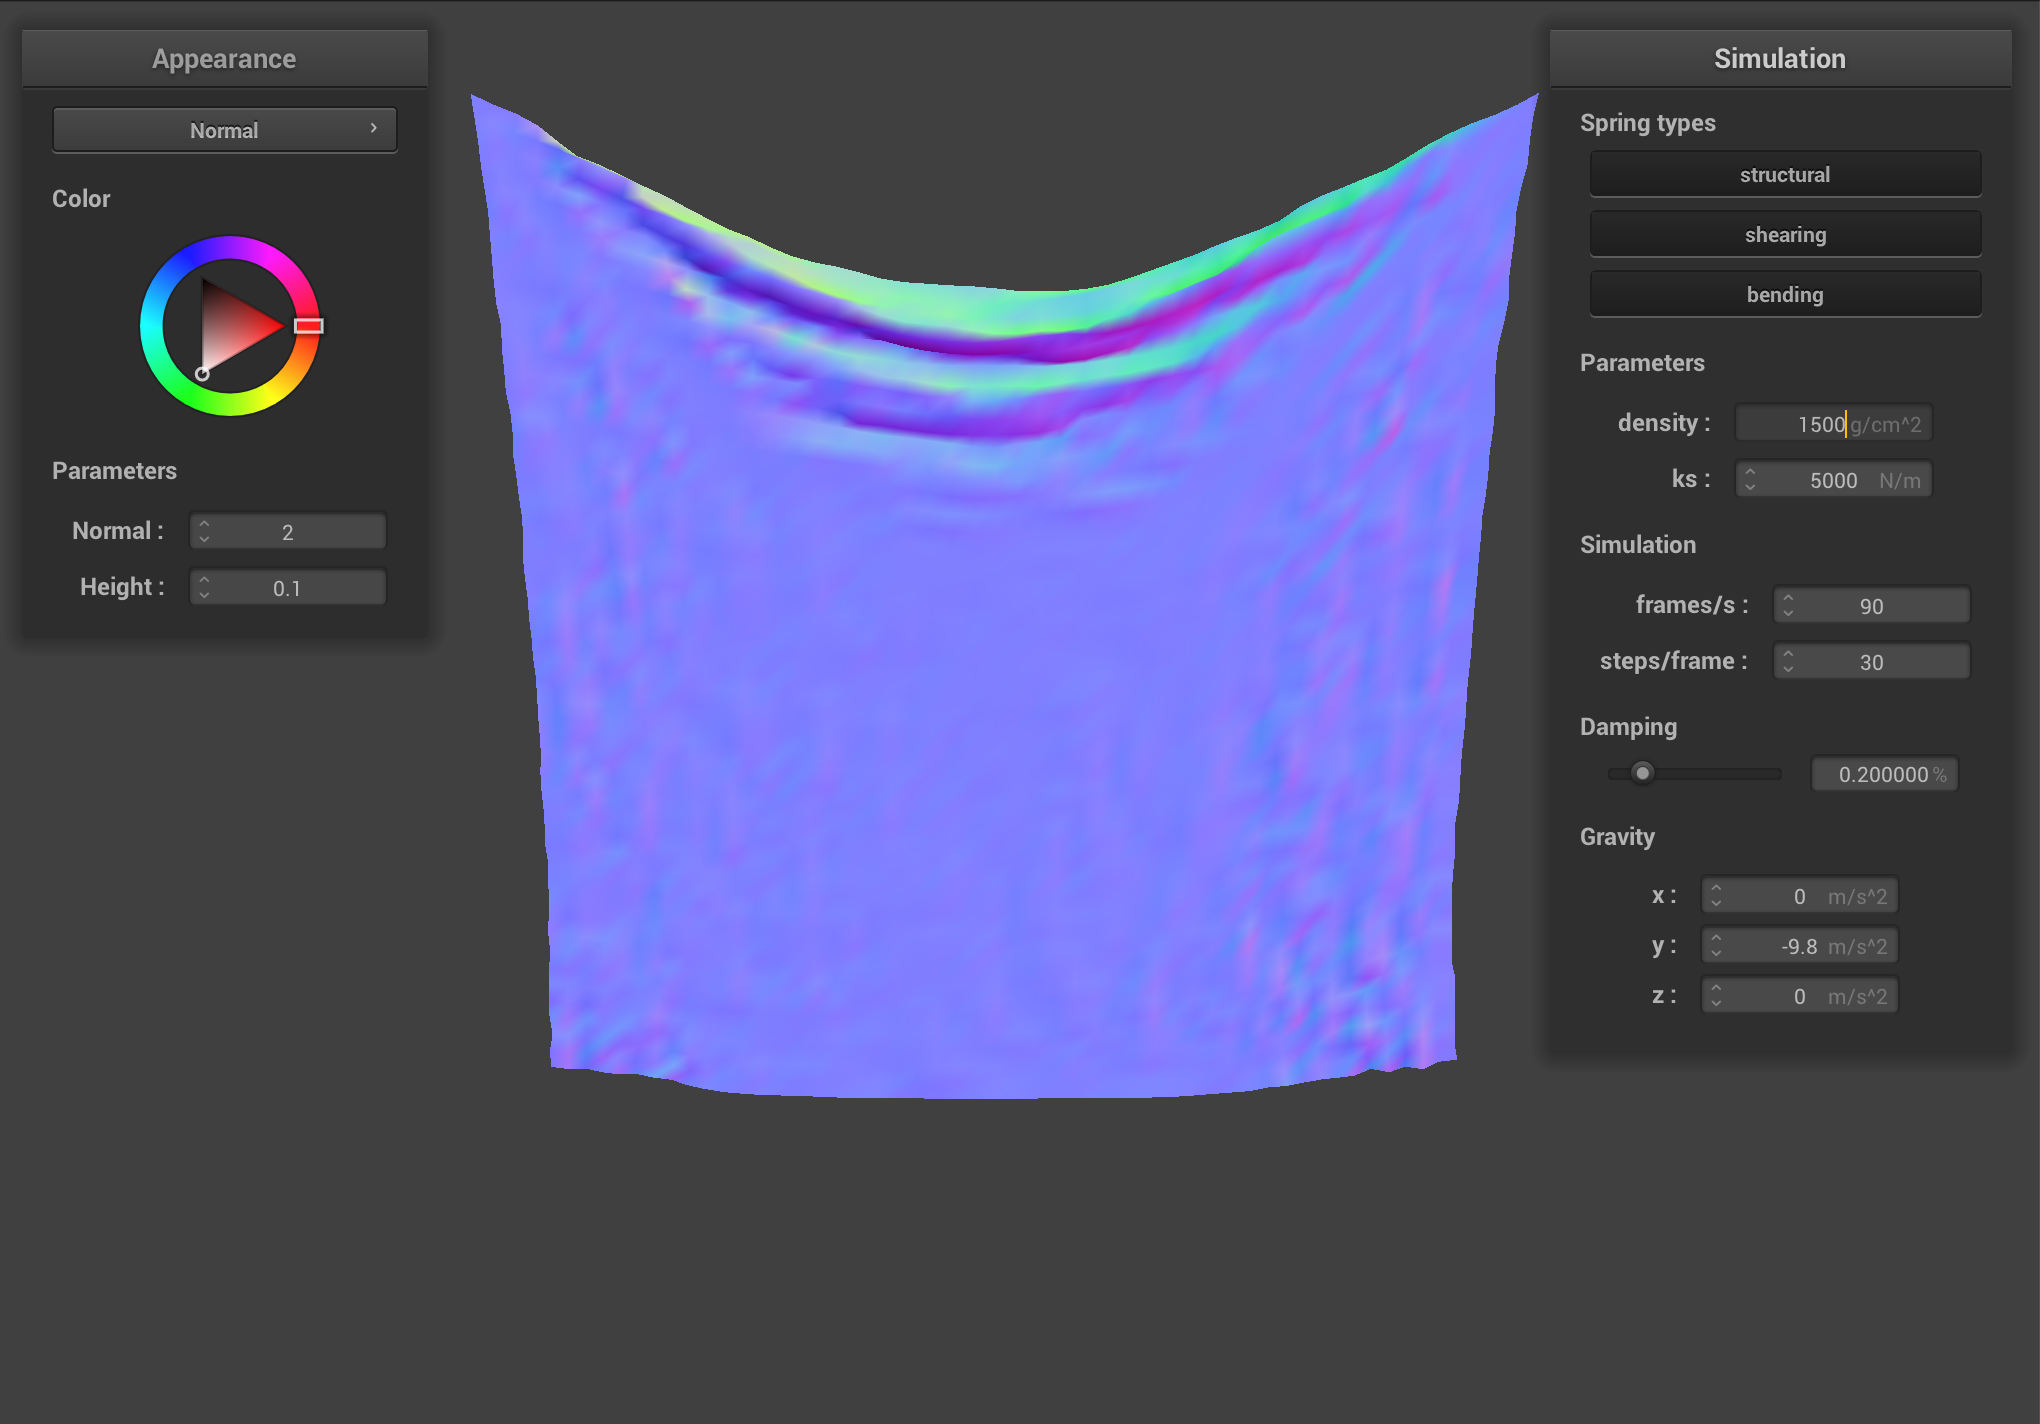 Appearance
Normal
Color
Parameters
Normal : 2
Height : 0.1
Simulation
Spring types
structural
shearing
bending
Parameters
density : 1500 g/cm^2
ks : 5000 N/m
Simulation
frames/s : 90
steps/frame : 30
Damping
0.200000 %
Gravity
x : 0 m/s^2
y : -9.8 m/s^2
z : 0 m/s^2